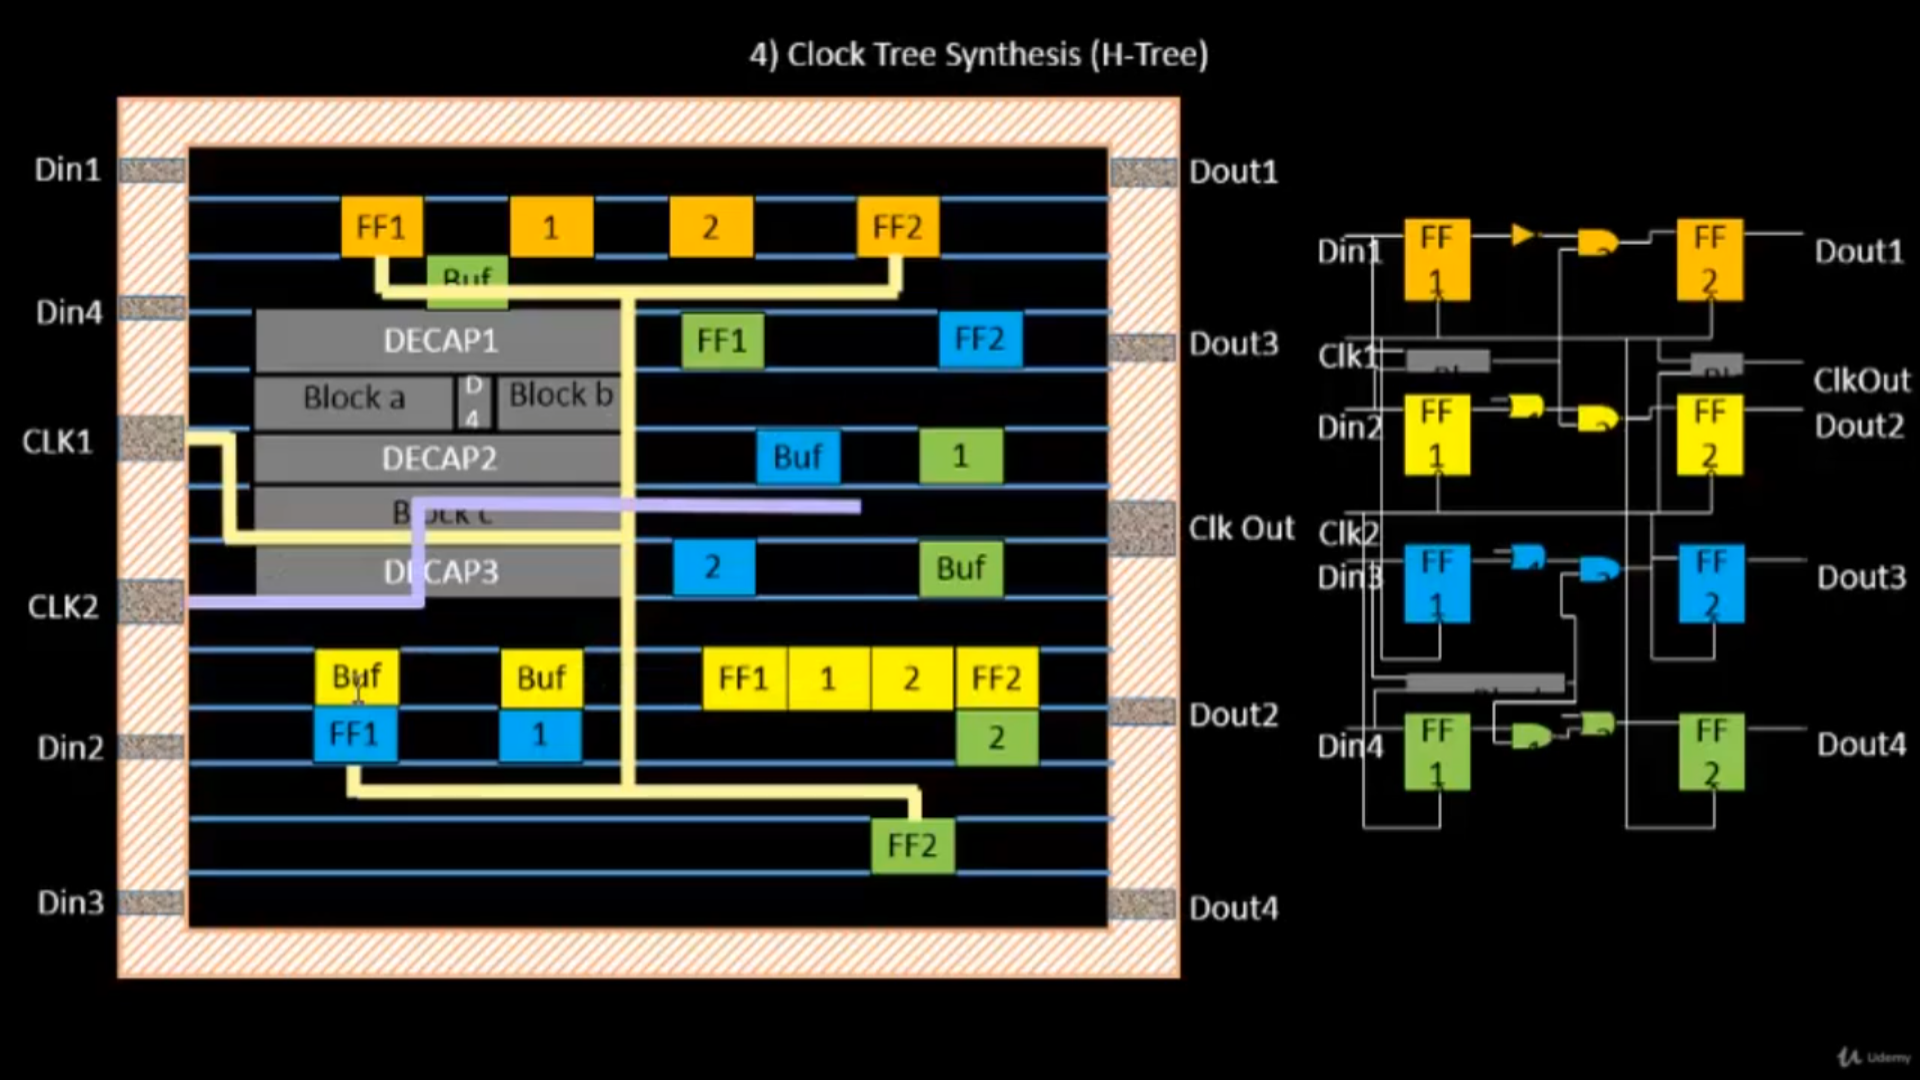 4) Clock Tree Synthesis (H-Tree)
Din1
Dout1
FF1
1
2
FF2
Buf
Din4
DECAP1
FF1
FF2
Dout3
Block a
D
4
Block b
CLK1
DECAP2
Buf
1
Block c
Clk Out
DECAP3
2
Buf
CLK2
Buf
Buf
FF1
1
2
FF2
Dout2
Din2
FF1
1
2
FF2
Din3
Dout4
Din1
FF
1
FF
2
Dout1
Clk1
ClkOut
Din2
FF
1
FF
2
Dout2
Clk2
Din3
FF
1
FF
2
Dout3
Din4
FF
1
FF
2
Dout4
Udemy